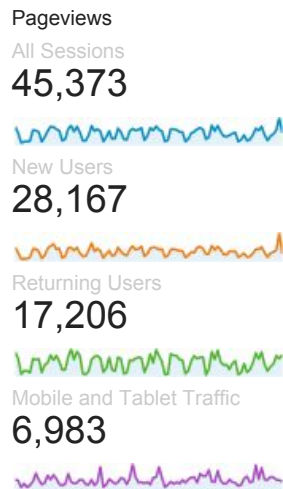 Pageviews
All Sessions
45,373
New Users
28,167
Returning Users
17,206
Mobile and Tablet Traffic
6,983